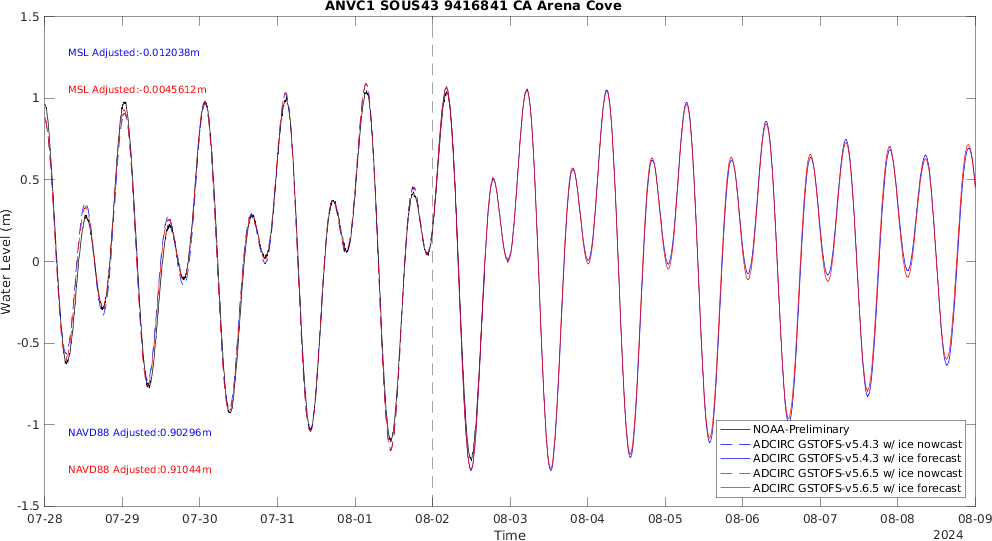 ANVC1 SOUS43 9416841 CA Arena Cove
MSL Adjusted:-0.012038m
MSL Adjusted:-0.0045612m
NAVD88 Adjusted:0.90296m
NAVD88 Adjusted:0.91044m
Water Level (m)
1.5
1
0.5
0
-0.5
-1
-1.5
NOAA-Preliminary
ADCIRC GSTOFS-v5.4.3 w/ ice nowcast
ADCIRC GSTOFS-v5.4.3 w/ ice forecast
ADCIRC GSTOFS-v5.6.5 w/ ice nowcast
ADCIRC GSTOFS-v5.6.5 w/ ice forecast
07-28 07-29 07-30 07-31 08-01 08-02 08-03 08-04 08-05 08-06 08-07 08-08 08-09
Time
2024